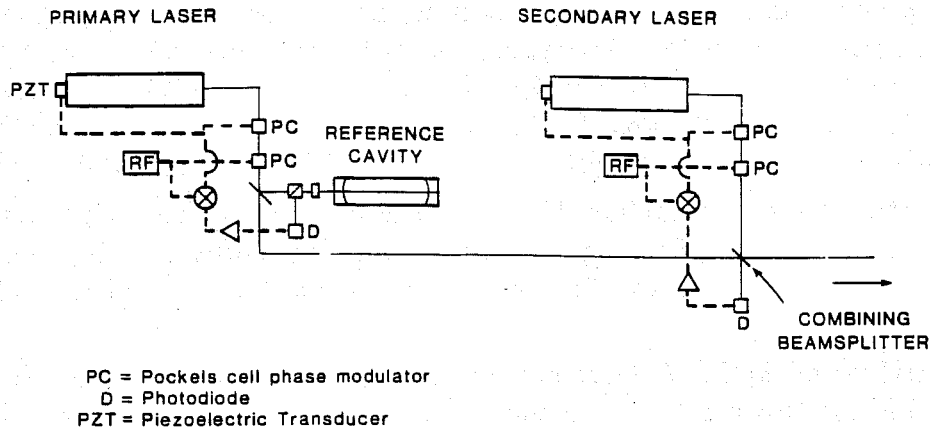 PRIMARY LASER
SECONDARY LASER
PZT
PC
REFERENCE
CAVITY
RF
PC
D
PC
RF
PC
D
COMBINING
BEAMSPLITTER
PC = Pockels cell phase modulator
D = Photodiode
PZT = Piezoelectric Transducer